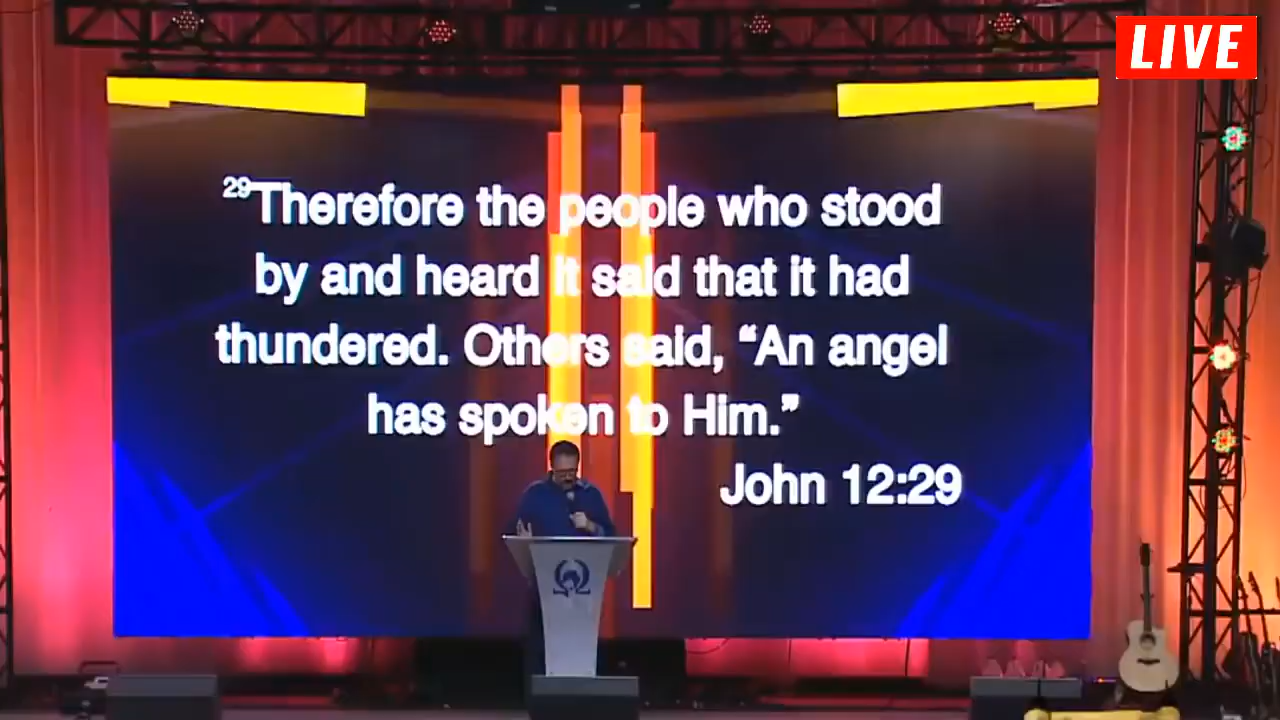 LIVE
29Therefore the people who stood
by and heard it said that it had
thundered. Others said, “An angel
has spoken to Him.”
John 12:29